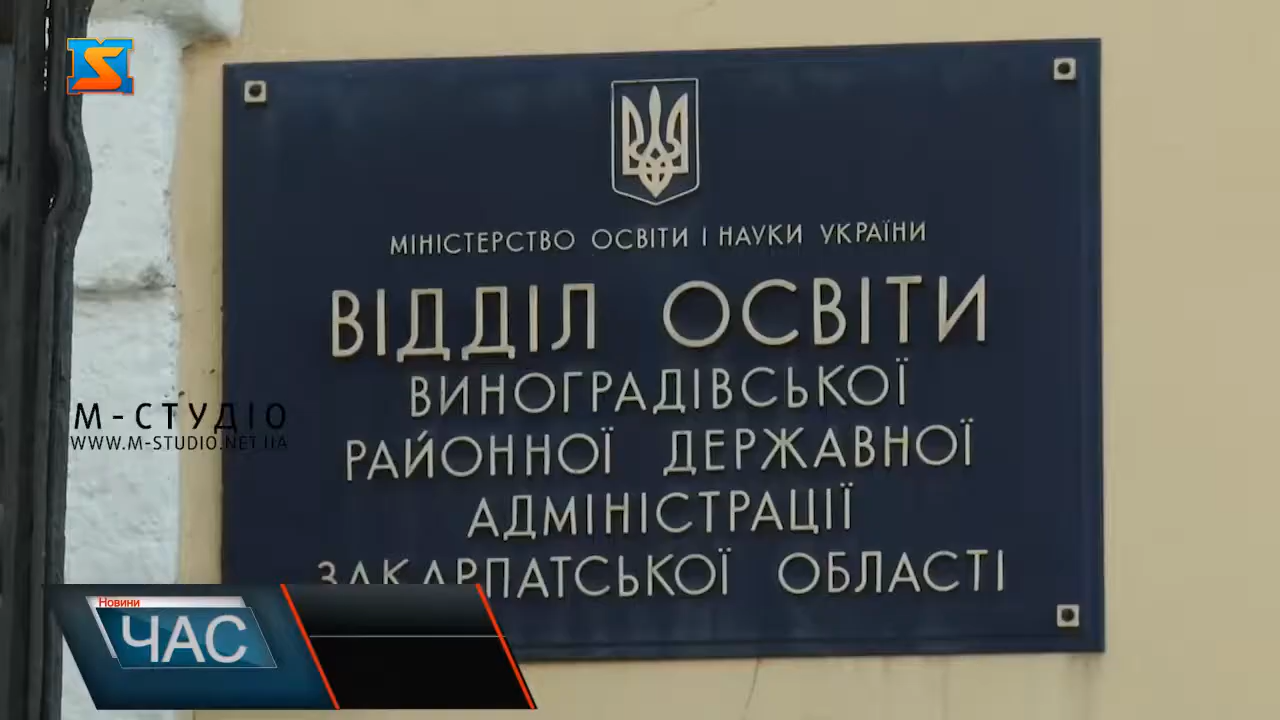 МІНІСТЕРСТВО ОСВІТИ І НАУКИ УКРАЇНИ
ВІДДІЛ ОСВІТИ
ВИНОГРАДІВСЬКОЇ
РАЙОННОЇ ДЕРЖАВНОЇ
АДМІНІСТРАЦІЇ
ЗАКАРПАТСЬКОЇ ОБЛАСТІ
М-СТУДІО
WWW.M-STUDIO.NET.UA
Новини
ЧАС